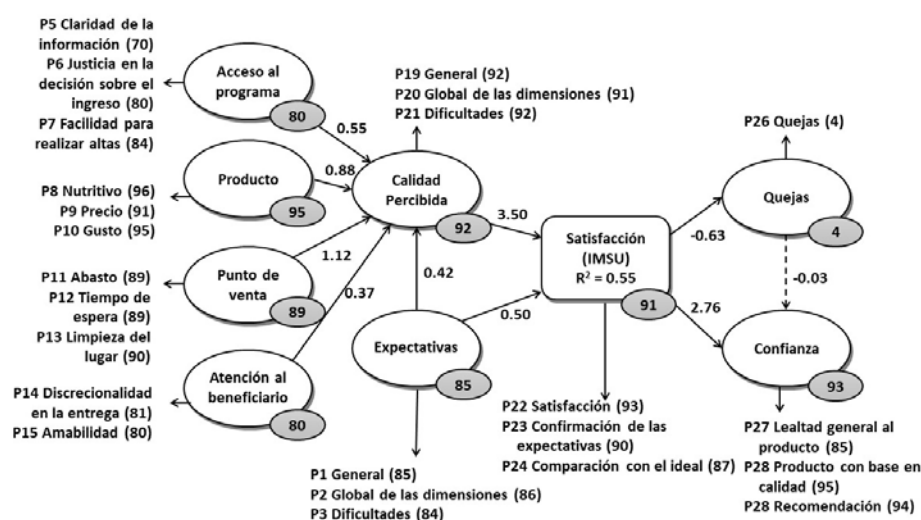 P5 Claridad de la
información (70)
P6 Justicia en la
decisión sobre el
ingreso (80)
P7 Facilidad para
realizar altas (84)
Acceso al
programa
80
0.55
P19 General (92)
P20 Global de las dimensiones (91)
P21 Dificultades (92)
P8 Nutritivo (96)
P9 Precio (91)
P10 Gusto (95)
Producto
95
0.88
Calidad
Percibida
92
3.50
P26 Quejas (4)
Quejas
4
-0.63
Satisfacción
(IMSU)
R² = 0.55
91
-0.03
P11 Abasto (89)
P12 Tiempo de
espera (89)
P13 Limpieza del
lugar (90)
Punto de
venta
89
1.12
0.37
0.42
0.50
2.76
Expectativas
85
Confianza
93
P14 Discrecionalidad
en la entrega (81)
P15 Amabilidad (80)
Atención al
beneficiario
80
P1 General (85)
P2 Global de las dimensiones (86)
P3 Dificultades (84)
P22 Satisfacción (93)
P23 Confirmación de las
expectativas (90)
P24 Comparación con el ideal (87)
P27 Lealtad general al
producto (85)
P28 Producto con base en
calidad (95)
P28 Recomendación (94)